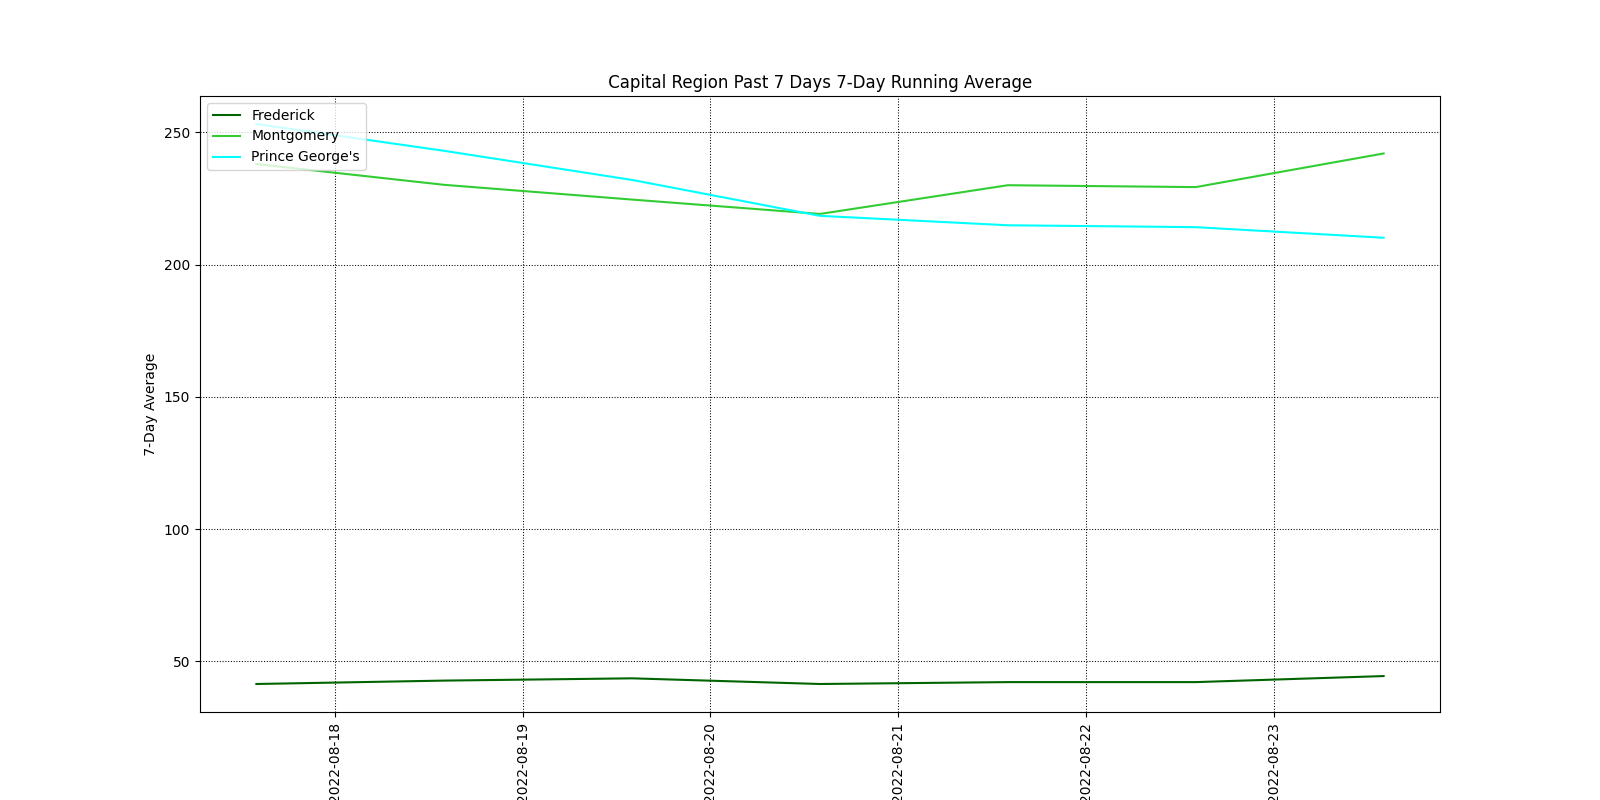 Capital Region Past 7 Days 7-Day Running Average
Frederick
Montgomery
Prince George's
250
200
150
100
50
7-Day Average
2022-08-18
2022-08-19
2022-08-20
2022-08-21
2022-08-22
2022-08-23